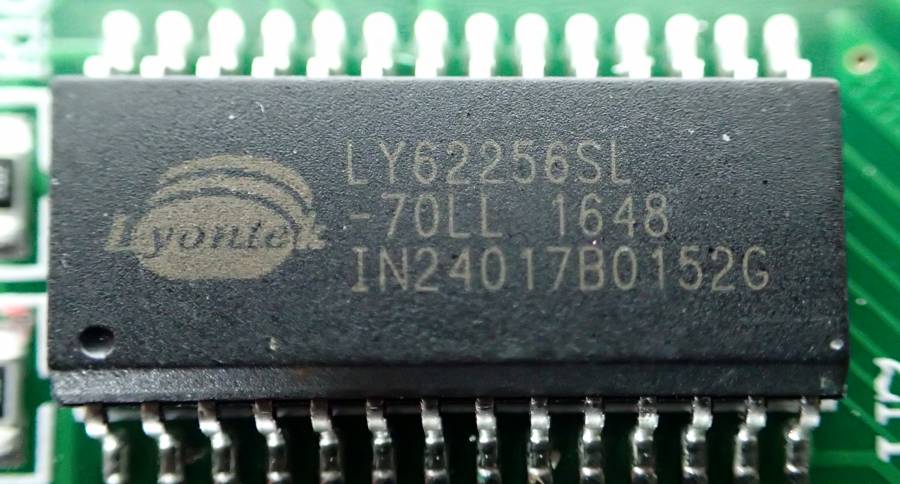 Lyontek
LY62256SL
-70LL 1648
IN24017B0152G